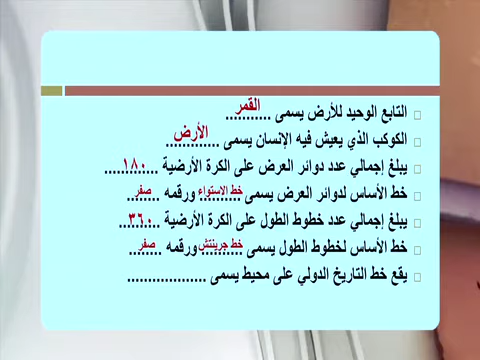 التابع الوحيد للأرض يسمى ....القمر....
الكوكب الذي يعيش فيه الإنسان يسمى ....الأرض....
يبلغ إجمالي عدد دوائر العرض على الكرة الأرضية ....١٨٠....
خط الأساس لدوائر العرض يسمى ..خط الاستواء.. ورقمه ..صفر..
يبلغ إجمالي عدد خطوط الطول على الكرة الأرضية ...٣٦٠...
خط الأساس لخطوط الطول يسمى ..خط جرينتش.. ورقمه ..صفر..
يقع خط التاريخ الدولي على محيط يسمى ...................